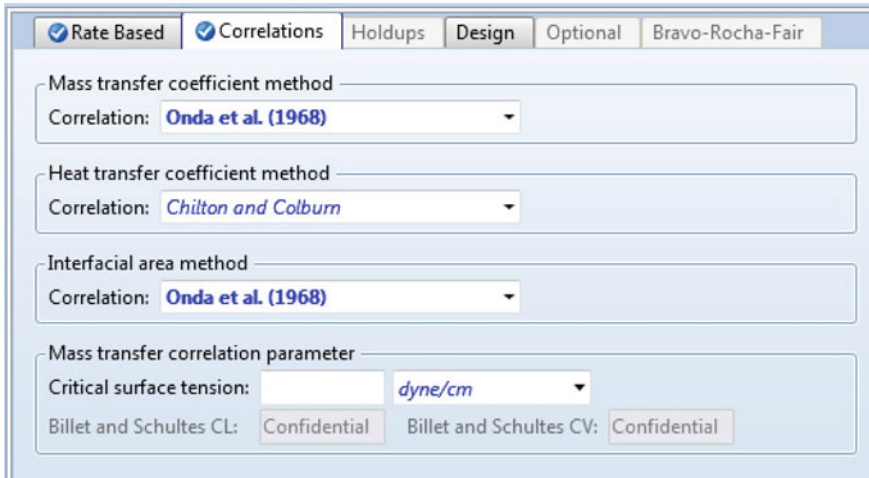 Rate Based Correlations Holdups Design Optional Bravo-Rocha-Fair
Mass transfer coefficient method
Correlation: Onda et al. (1968)
Heat transfer coefficient method
Correlation: Chilton and Colburn
Interfacial area method
Correlation: Onda et al. (1968)
Mass transfer correlation parameter
Critical surface tension: dyne/cm
Billet and Schultes CL: Confidential Billet and Schultes CV: Confidential